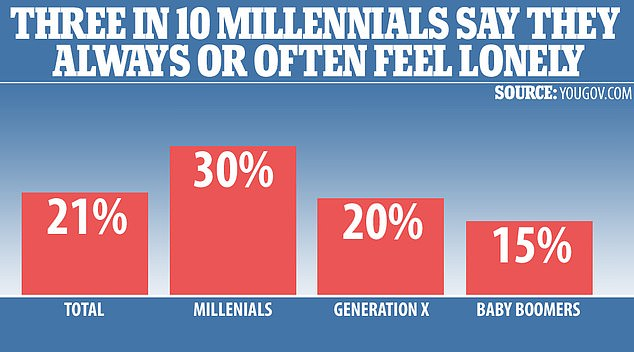 THREE IN 10 MILLENNIALS SAY THEY
ALWAYS OR OFTEN FEEL LONELY
SOURCE: YOUGOV.COM
21%
30%
20%
15%
TOTAL
MILLENIALS
GENERATION X
BABY BOOMERS